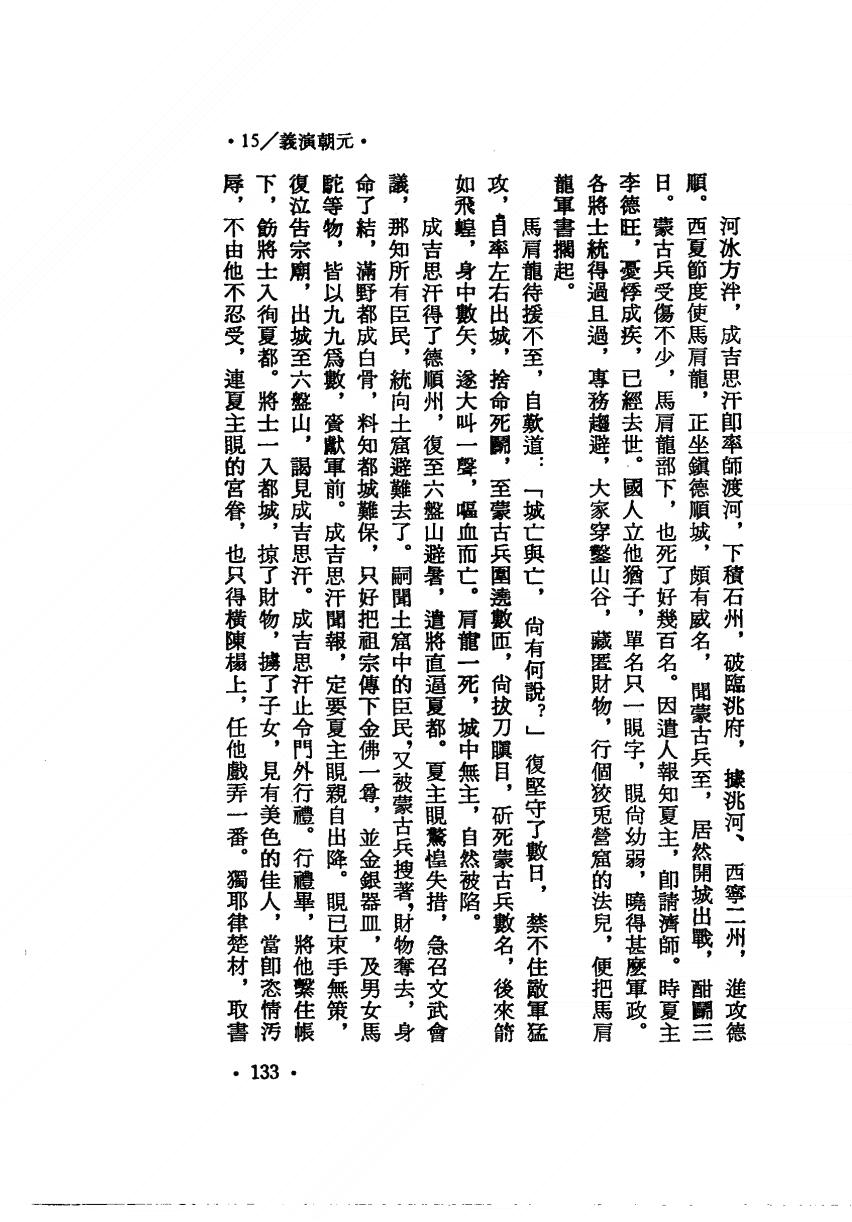 •15／義演朝元•
河冰方泮，成吉思汗卽率師渡河，下積石州，破臨洮府，據洮河、西寧二州，進攻德
順。西夏節度使馬肩龍，正坐鎭德順城，頗有威名，聞蒙古兵至，居然開城出戰，酣鬭三
日。蒙古兵受傷不少，馬肩龍部下，也死了好幾百名。因遣人報知夏主，卽請濟師。時夏主
李德旺，憂悸成疾，已經去世。國人立他猶子，單名只一睍字，睍尙幼弱，曉得甚麼軍政。
各將士統得過且過，專務趨避，大家穿鑿山谷，藏匿財物，行個狡兎營窟的法兒，便把馬肩
龍軍書擱起。
馬肩龍待援不至，自歎道：「城亡與亡，尙有何說？」復堅守了數日，禁不住敵軍猛
攻，自率左右出城，捨命死鬭，至蒙古兵圍遶數匝，尙拔刀瞋目，斫死蒙古兵數名，後來箭
如飛蝗，身中數矢，遂大叫一聲，嘔血而亡。肩龍一死，城中無主，自然被陷。
成吉思汗得了德順州，復至六盤山避暑，遣將直逼夏都。夏主睍驚惶失措，急召文武會
議，那知所有臣民，統向土窟避難去了。嗣聞土窟中的臣民，又被蒙古兵搜著，財物奪去，身
命了結，滿野都成白骨，料知都城難保，只好把祖宗傳下金佛一尊，並金銀器皿，及男女馬
駝等物，皆以九九爲數，賫獻軍前。成吉思汗聞報，定要夏主睍親自出降。睍已束手無策，
復泣告宗廟，出城至六盤山，謁見成吉思汗。成吉思汗止令門外行禮。行禮畢，將他繫住帳
下，飭將士入徇夏都。將士一入都城，掠了財物，擄了子女，見有美色的佳人，當卽恣情汚
辱，不由他不忍受，連夏主睍的宮眷，也只得橫陳榻上，任他戲弄一番。獨耶律楚材，取書
•133•